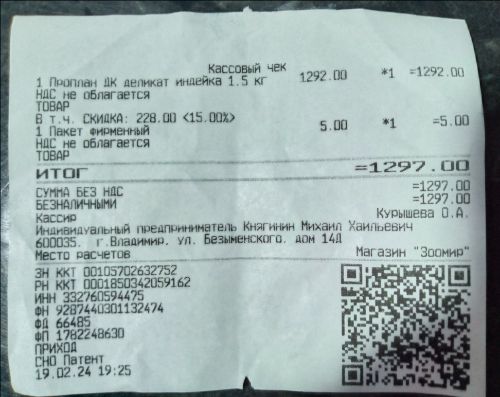 Кассовый чек
1 Проплан ДК деликат индейка 1.5 кг 1292.00 *1 =1292.00
НДС не облагается
ТОВАР
В т.ч. СКИДКА: 228.00 <15.00%>
1 Пакет фирменный 5.00 *1 =5.00
НДС не облагается
ТОВАР
ИТОГ =1297.00
СУММА БЕЗ НДС =1297.00
БЕЗНАЛИЧНЫМИ =1297.00
Кассир Курышева О.А.
Индивидуальный предприниматель Княгинин Михаил Хаильевич
600035. г.Владимир. ул. Безыменского. дом 14Д
Место расчетов Магазин "Зоомир"
ЗН ККТ 00105702632752
РН ККТ 0001850342059162
ИНН 332760594475
ФН 9287440301132474
ФД 66485
ФП 1782248630
ПРИХОД
СНО Патент
19.02.24 19:25